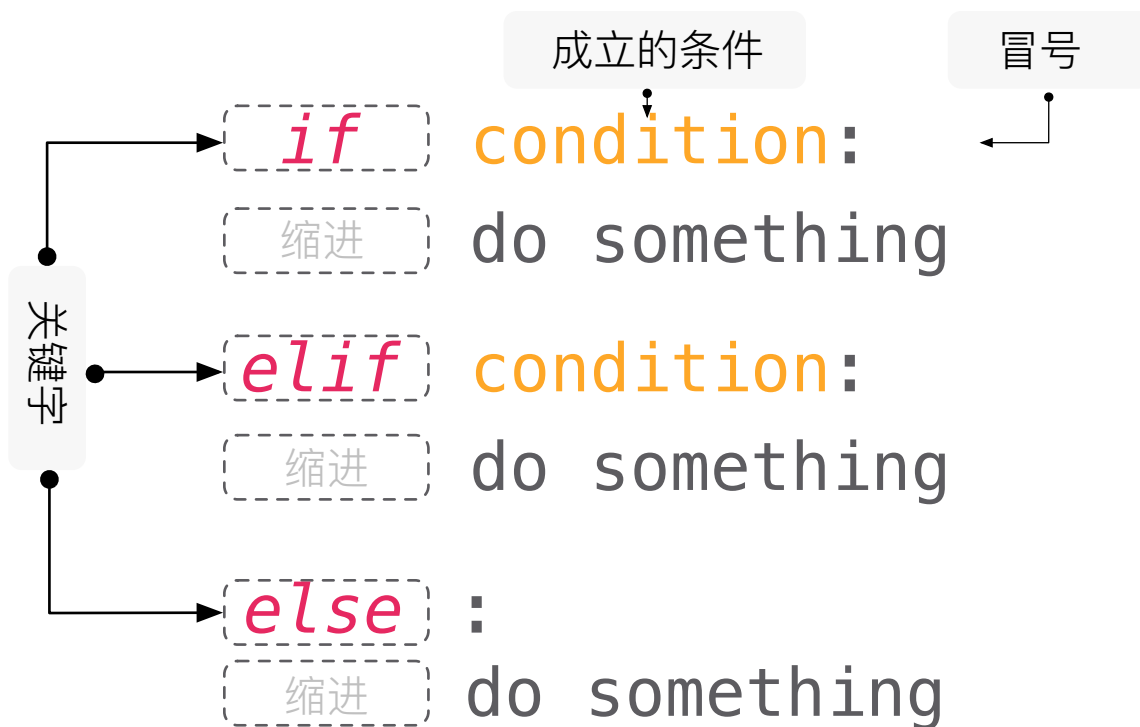 成立的条件
冒号
if condition:
缩进 do something
关键字
elif condition:
缩进 do something
else :
缩进 do something